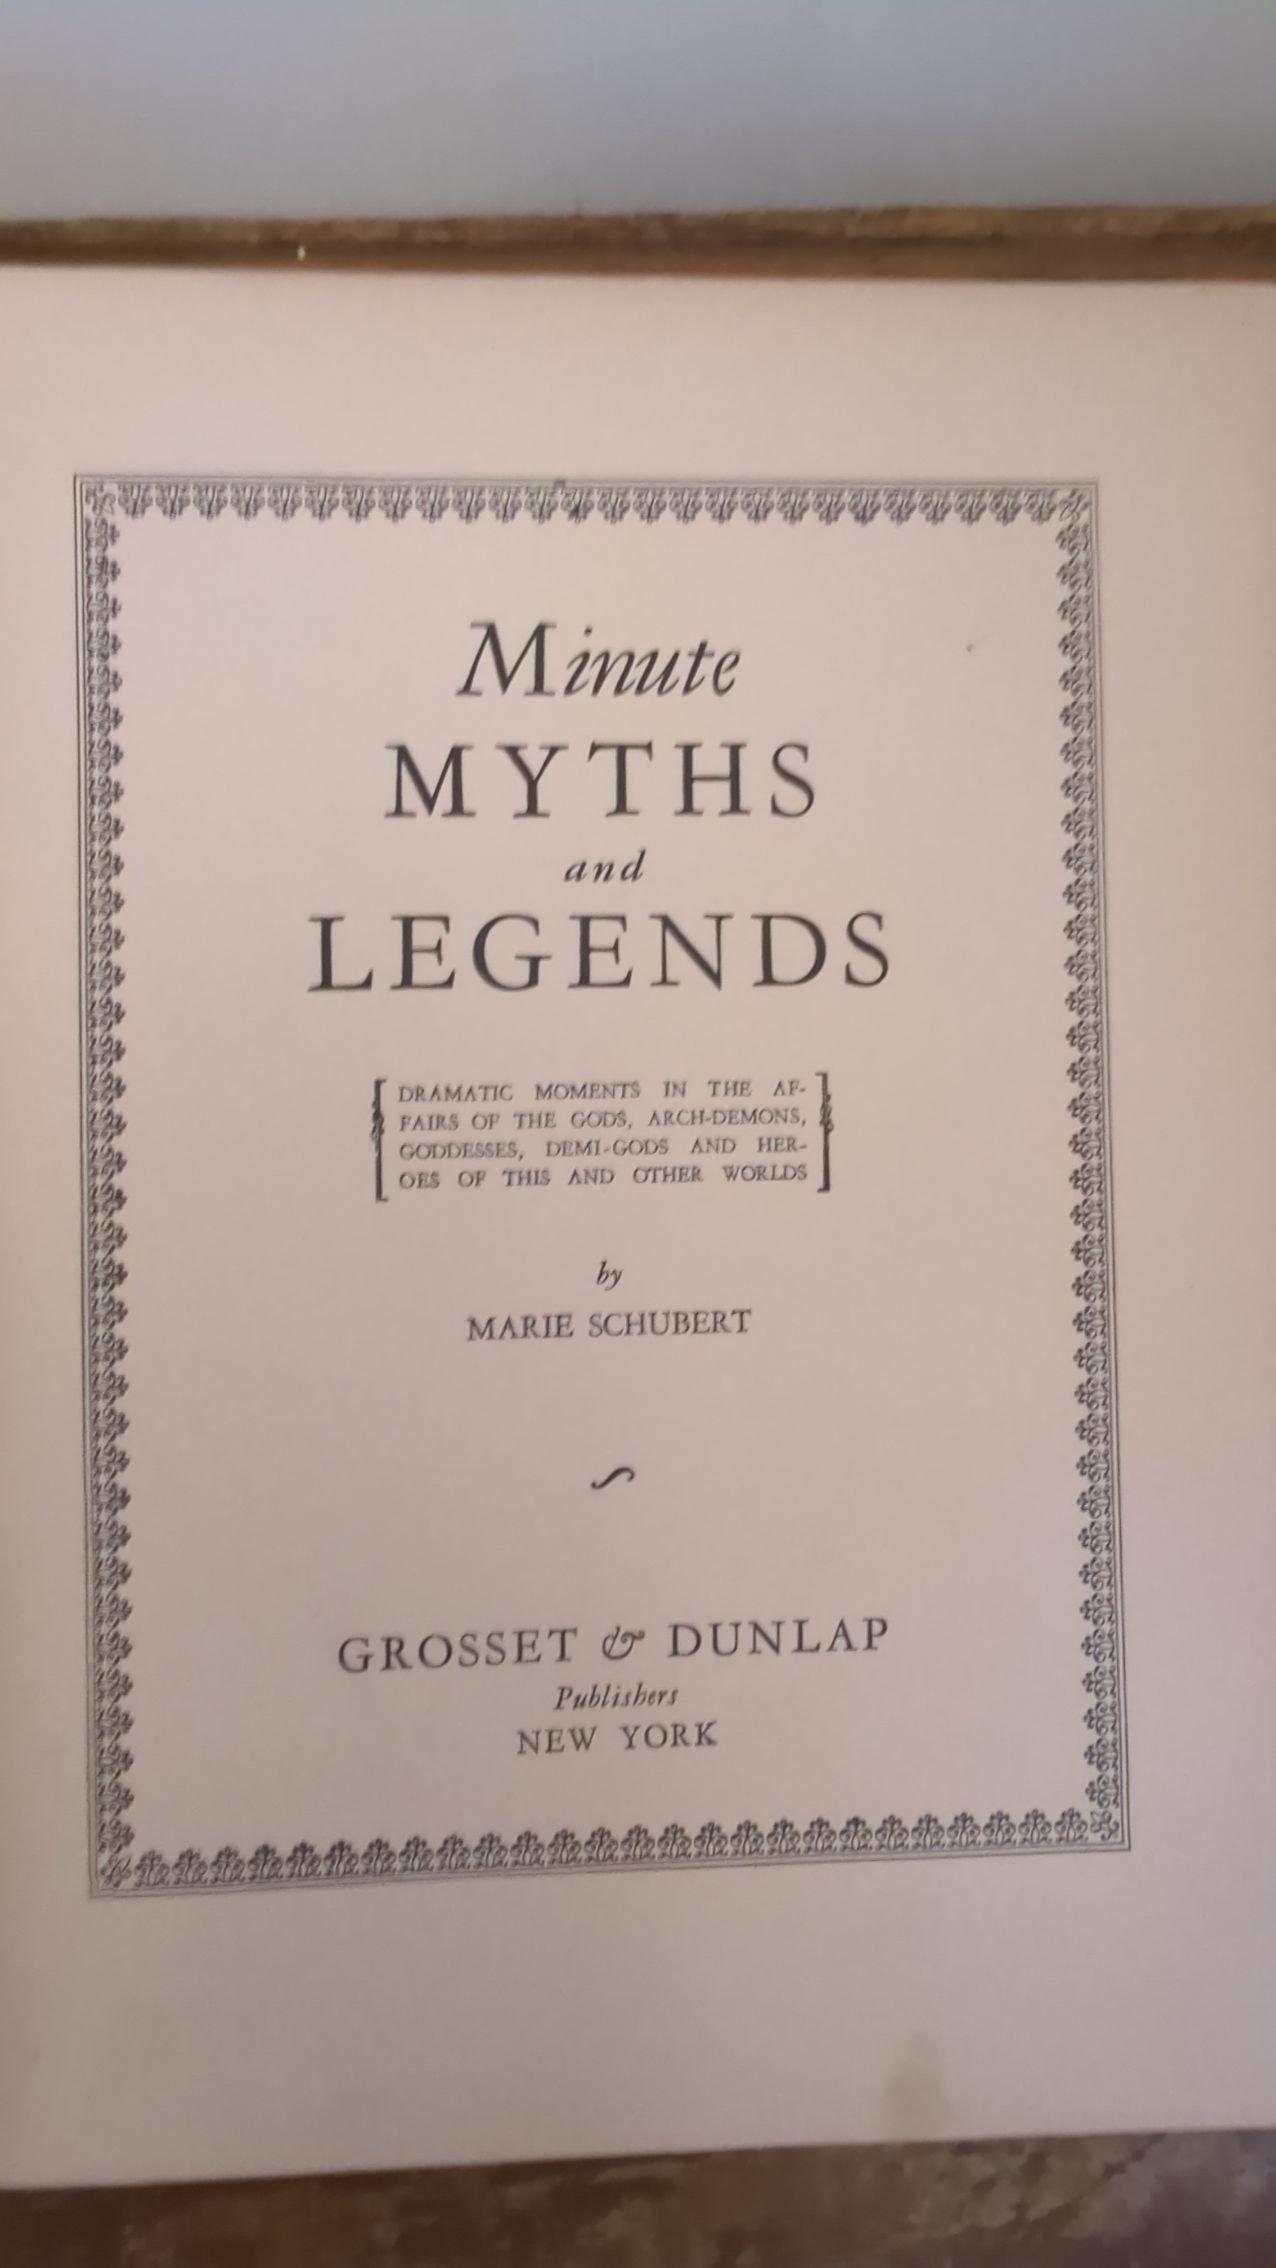 Minute
MYTHS
and
LEGENDS
DRAMATIC MOMENTS IN THE AF-
FAIRS OF THE GODS, ARCH-DEMONS,
GODDESSES, DEMI-GODS AND HER-
OES OF THIS AND OTHER WORLDS
by
MARIE SCHUBERT
GROSSET & DUNLAP
Publishers
NEW YORK